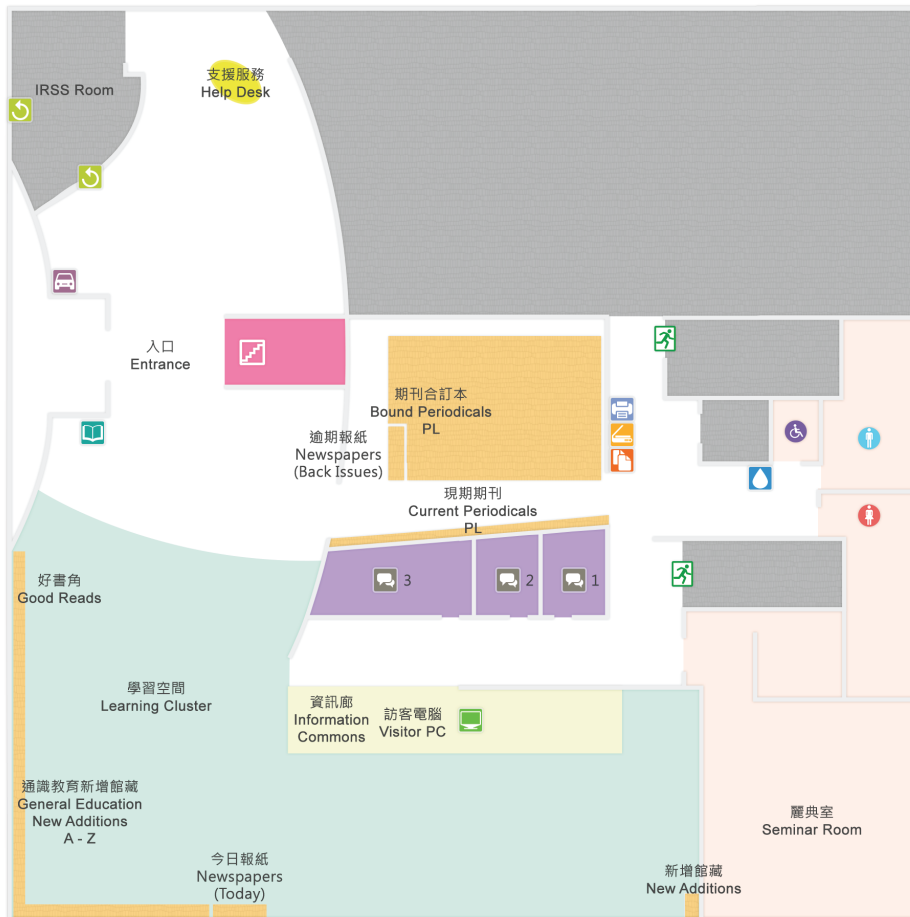 IRSS Room
支援服務
Help Desk
入口
Entrance
期刊合訂本
Bound Periodicals
PL
逾期報紙
Newspapers
(Back Issues)
現期期刊
Current Periodicals
PL
3
2
1
好書角
Good Reads
學習空間
Learning Cluster
資訊廊
Information
Commons
訪客電腦
Visitor PC
通識教育新增館藏
General Education
New Additions
A - Z
今日報紙
Newspapers
(Today)
新增館藏
New Additions
麗典室
Seminar Room